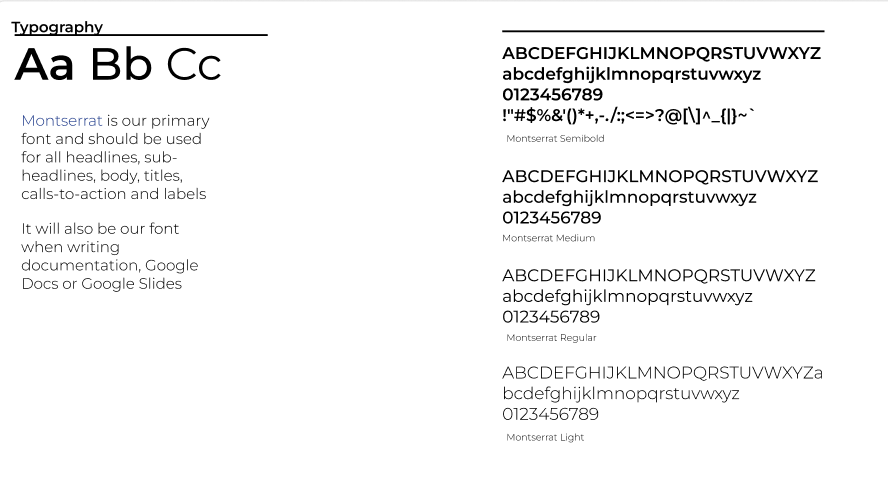 Typography
Aa Bb Cc
Montserrat is our primary
font and should be used
for all headlines, sub-
headlines, body, titles,
calls-to-action and labels
It will also be our font
when writing
documentation, Google
Docs or Google Slides
ABCDEFGHIJKLMNOPQRSTUVWXYZ
abcdefghijklmnopqrstuvwxyz
0123456789
!"#$%&'()*+,-./:;<=>?@[\]^_{|}~`
Montserrat Semibold
ABCDEFGHIJKLMNOPQRSTUVWXYZ
abcdefghijklmnopqrstuvwxyz
0123456789
Montserrat Medium
ABCDEFGHIJKLMNOPQRSTUVWXYZ
abcdefghijklmnopqrstuvwxyz
0123456789
Montserrat Regular
ABCDEFGHIJKLMNOPQRSTUVWXYZa
bcdefghijklmnopqrstuvwxyz
0123456789
Montserrat Light